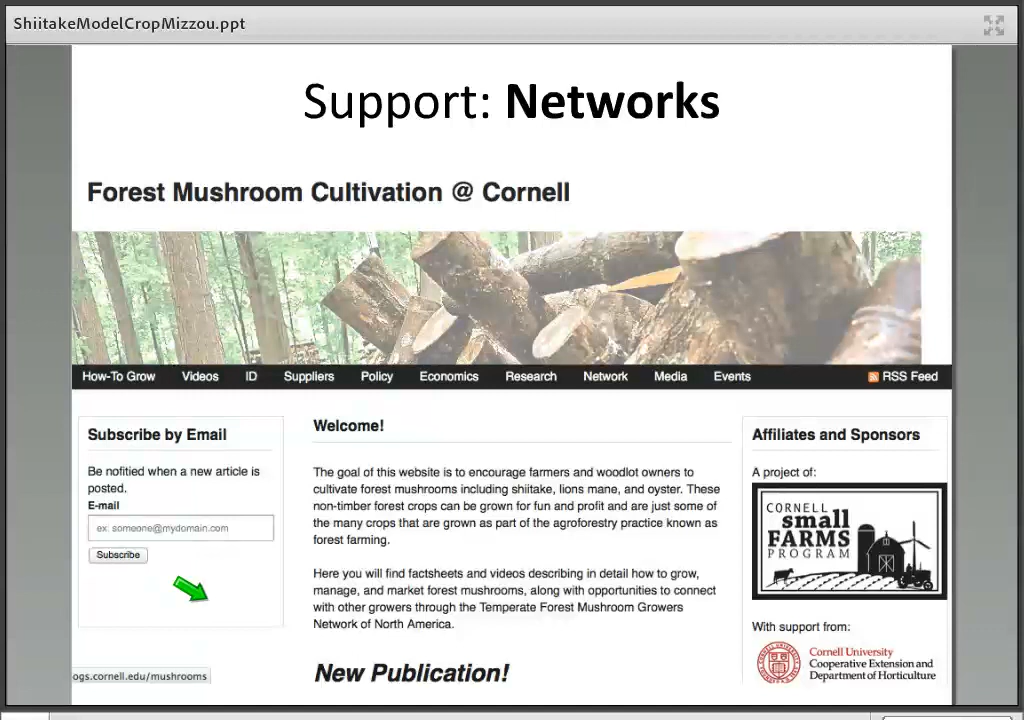 ShiitakeModelCropMizzou.ppt
Support: Networks
Forest Mushroom Cultivation @ Cornell
How-To Grow Videos ID Suppliers Policy Economics Research Network Media Events RSS Feed
Subscribe by Email
Be nofitied when a new article is
posted.
E-mail
ex: someone@mydomain.com
Subscribe
Welcome!
The goal of this website is to encourage farmers and woodlot owners to
cultivate forest mushrooms including shiitake, lions mane, and oyster. These
non-timber forest crops can be grown for fun and profit and are just some of
the many crops that are grown as part of the agroforestry practice known as
forest farming.
Here you will find factsheets and videos describing in detail how to grow,
manage, and market forest mushrooms, along with opportunities to connect
with other growers through the Temperate Forest Mushroom Growers
Network of North America.
New Publication!
Affiliates and Sponsors
A project of:
CORNELL
small
FARMS
PROGRAM
With support from:
Cornell University
Cooperative Extension and
Department of Horticulture
ogs.cornell.edu/mushrooms